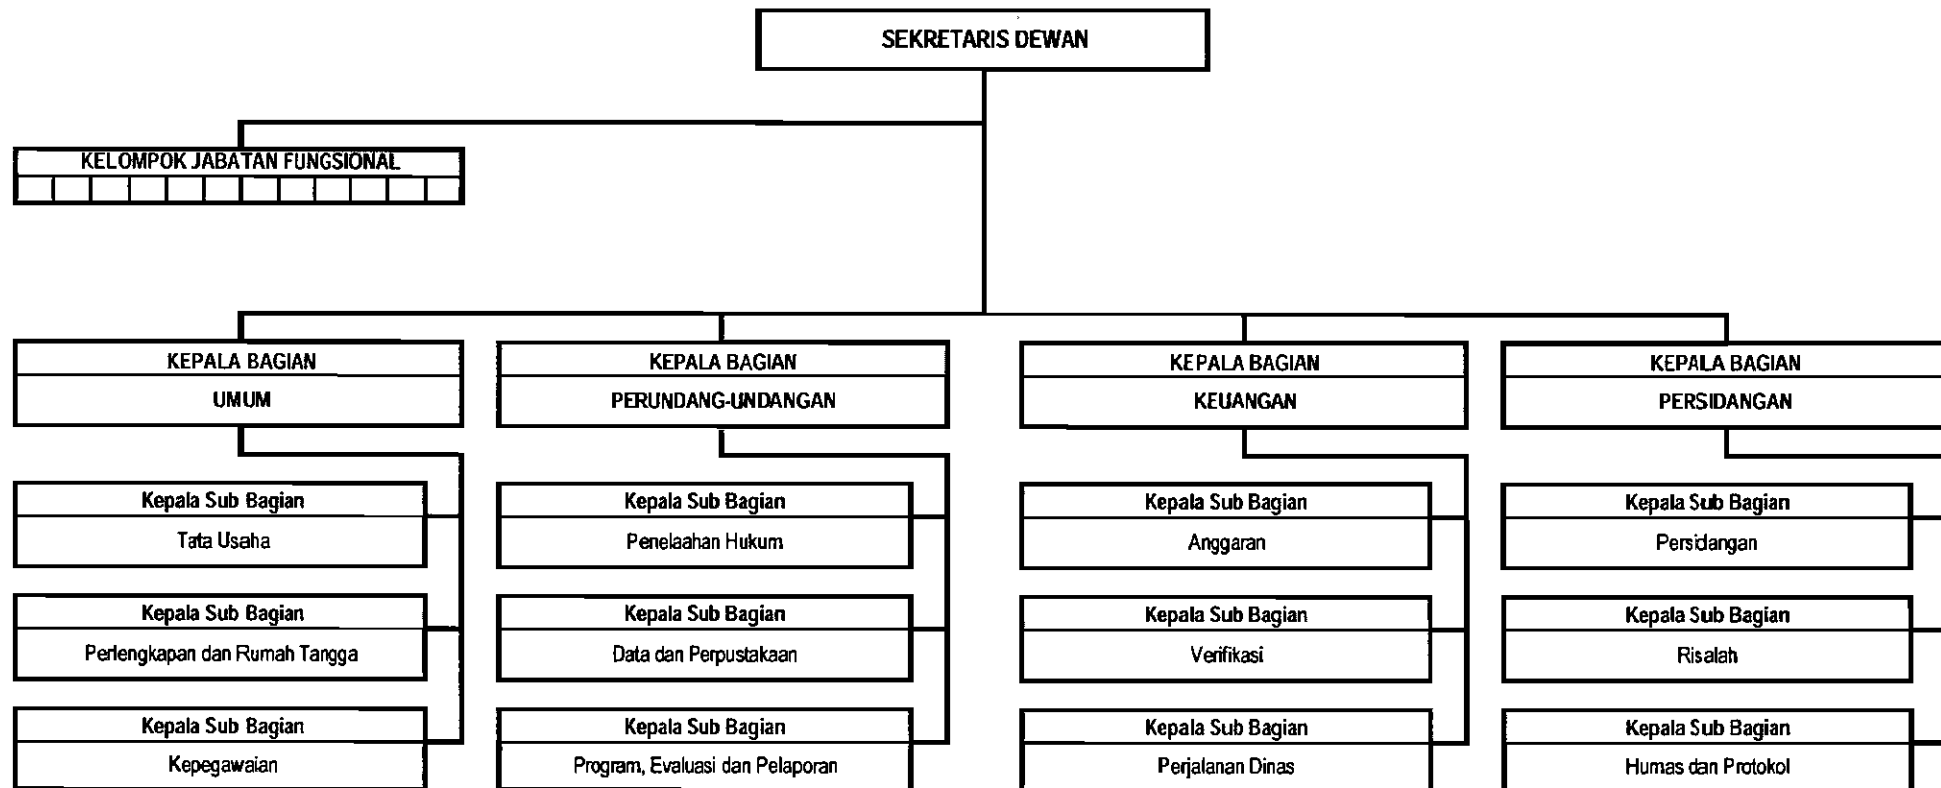 SEKRETARIS DEWAN
KELOMPOK JABATAN FUNGSIONAL
KEPALA BAGIAN
UMUM
Kepala Sub Bagian
Tata Usaha
Kepala Sub Bagian
Perlengkapan dan Rumah Tangga
Kepala Sub Bagian
Kepegawaian
KEPALA BAGIAN
PERUNDANG-UNDANGAN
Kepala Sub Bagian
Penelaahan Hukum
Kepala Sub Bagian
Data dan Perpustakaan
Kepala Sub Bagian
Program, Evaluasi dan Pelaporan
KEPALA BAGIAN
KEUANGAN
Kepala Sub Bagian
Anggaran
Kepala Sub Bagian
Verifikasi
Kepala Sub Bagian
Perjalanan Dinas
KEPALA BAGIAN
PERSIDANGAN
Kepala Sub Bagian
Persidangan
Kepala Sub Bagian
Risalah
Kepala Sub Bagian
Humas dan Protokol